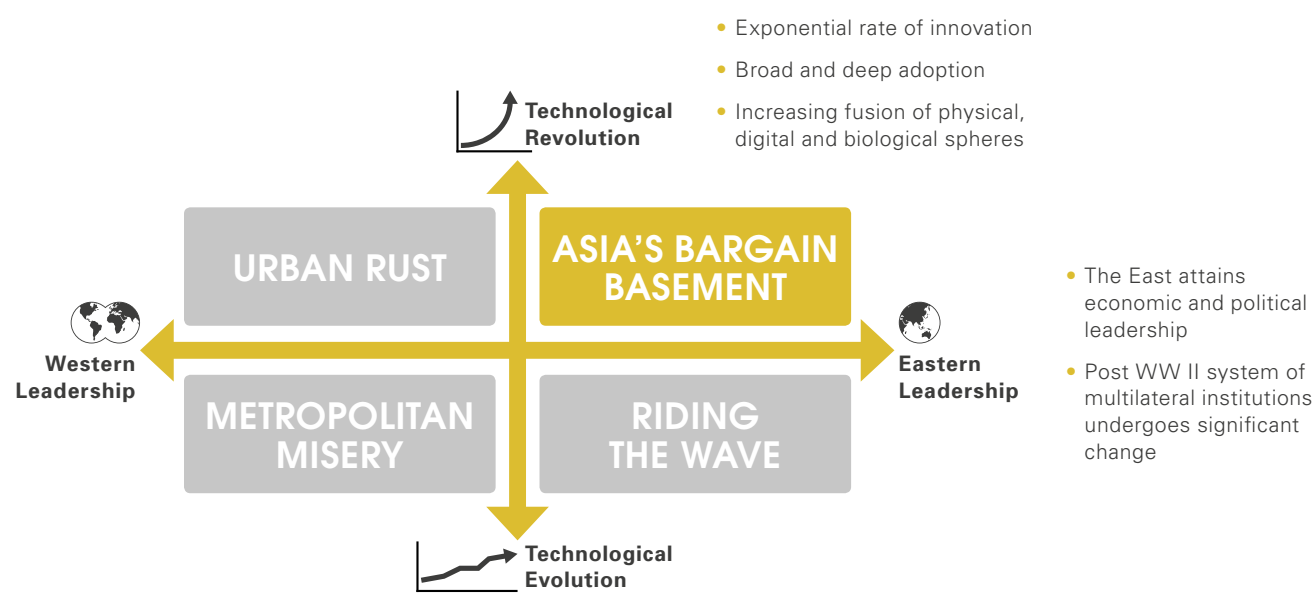 • Exponential rate of innovation
• Broad and deep adoption
• Increasing fusion of physical,
digital and biological spheres
Technological
Revolution
URBAN RUST
ASIA'S BARGAIN
BASEMENT
Western
Leadership
Eastern
Leadership
• The East attains
economic and political
leadership
• Post WW II system of
multilateral institutions
undergoes significant
change
METROPOLITAN
MISERY
RIDING
THE WAVE
Technological
Evolution